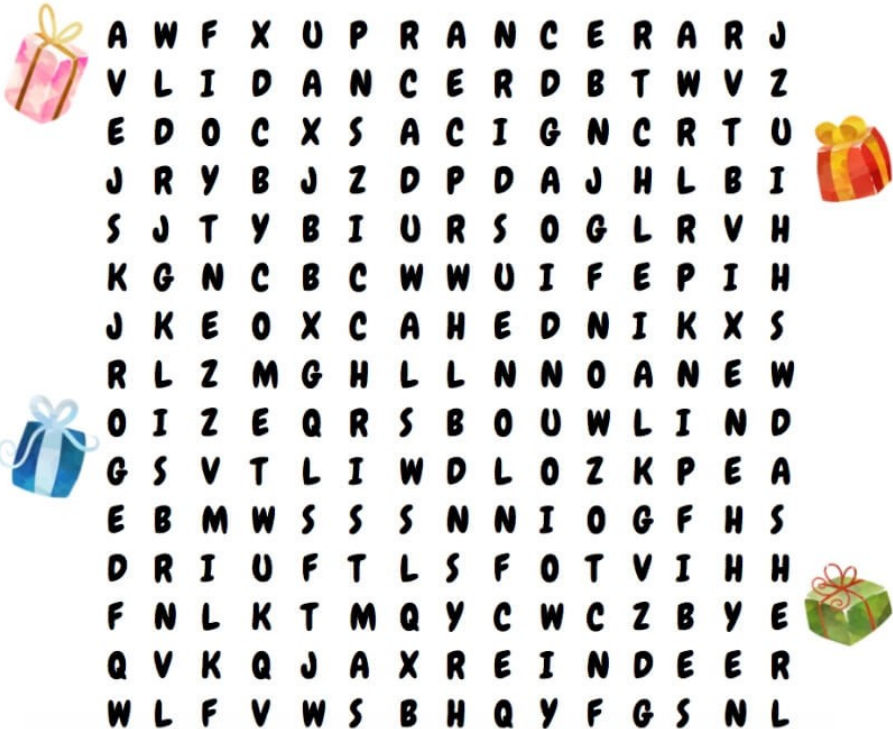 A W F X U P R A N C E R A R J
V L I D A N C E R D B T W V Z
E D O C X S A C I G N C R T U
J R Y B J Z D P D A J H L B I
S J T Y B I U R S O G L R V H
K G N C B C W W U I F E P I H
J K E O X C A H E D N I K X S
R L Z M G H L L N N O A N E W
O I Z E Q R S B O U W L I N D
G S V T L I W D L O Z K P E A
E B M W S S S N N I O G F H S
D R I U F T L S F O T V I H H
F N L K T M Q Y C W C Z B Y E
Q V K Q J A X R E I N D E E R
W L F V W S B H Q Y F G S N L